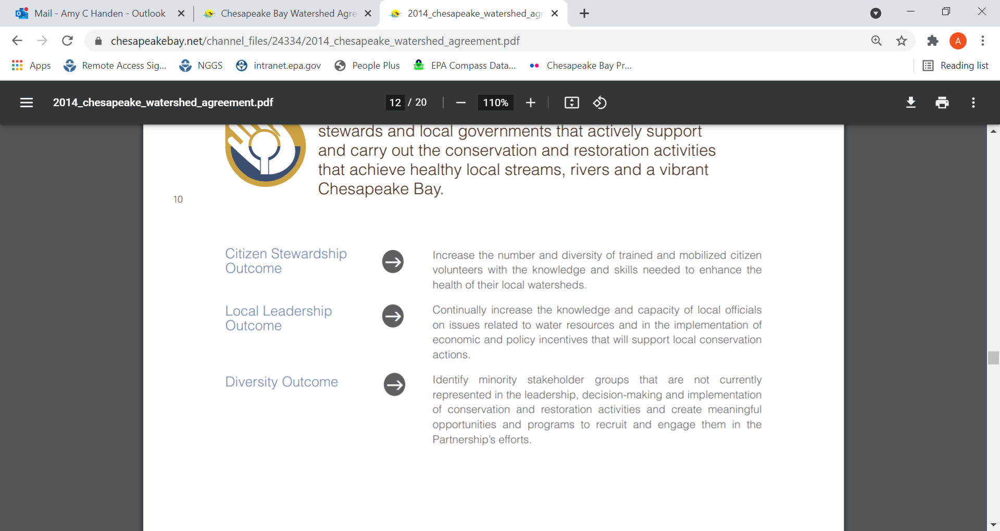 Mail - Amy C Handen - Outlook
Chesapeake Bay Watershed Agre
2014_chesapeake_watershed_agr
chesapeakebay.net/channel_files/24334/2014_chesapeake_watershed_agreement.pdf
A
Apps
Remote Access Sig...
NGGS
intranet.epa.gov
People Plus
EPA Compass Data...
Chesapeake Bay Pr...
Reading list
2014_chesapeake_watershed_agreement.pdf
12 / 20
110%
stewards and local governments that actively support
and carry out the conservation and restoration activities
that achieve healthy local streams, rivers and a vibrant
Chesapeake Bay.
10
Citizen Stewardship
Outcome
Increase the number and diversity of trained and mobilized citizen
volunteers with the knowledge and skills needed to enhance the
health of their local watersheds.
Local Leadership
Outcome
Continually increase the knowledge and capacity of local officials
on issues related to water resources and in the implementation of
economic and policy incentives that will support local conservation
actions.
Diversity Outcome
Identify minority stakeholder groups that are not currently
represented in the leadership, decision-making and implementation
of conservation and restoration activities and create meaningful
opportunities and programs to recruit and engage them in the
Partnership's efforts.